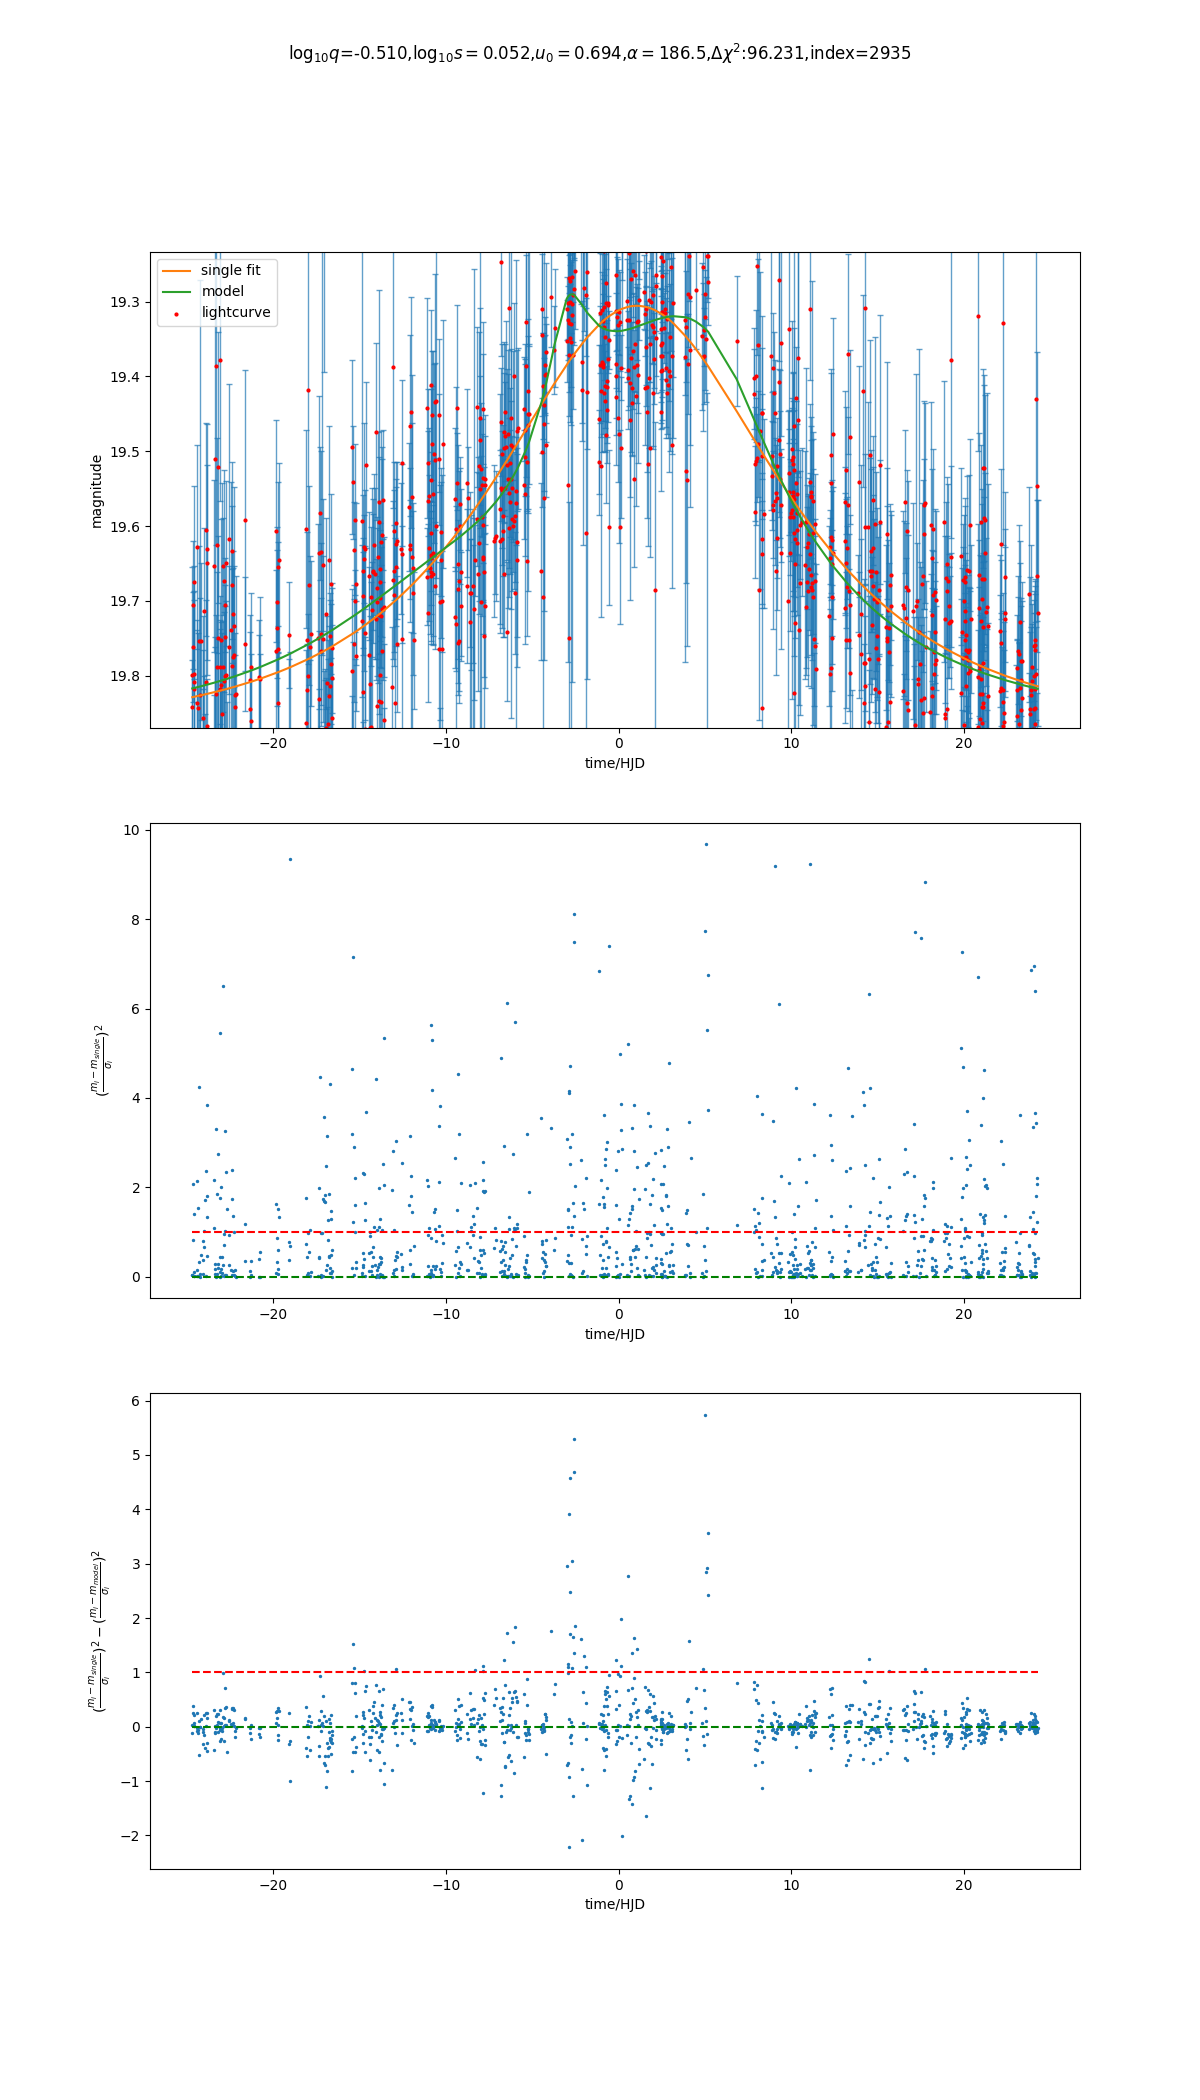 log₁₀q=-0.510,log₁₀s = 0.052,u₀ = 0.694,α = 186.5,Δχ²:96.231,index=2935
single fit
model
lightcurve
magnitude
19.3
19.4
19.5
19.6
19.7
19.8
−20 −10 0 10 20
time/HJD
(mᵢ − m_single / σᵢ)²
10
8
6
4
2
0
−20 −10 0 10 20
time/HJD
(mᵢ − m_single / σᵢ)² − (mᵢ − m_model / σᵢ)²
6
5
4
3
2
1
0
−1
−2
−20 −10 0 10 20
time/HJD